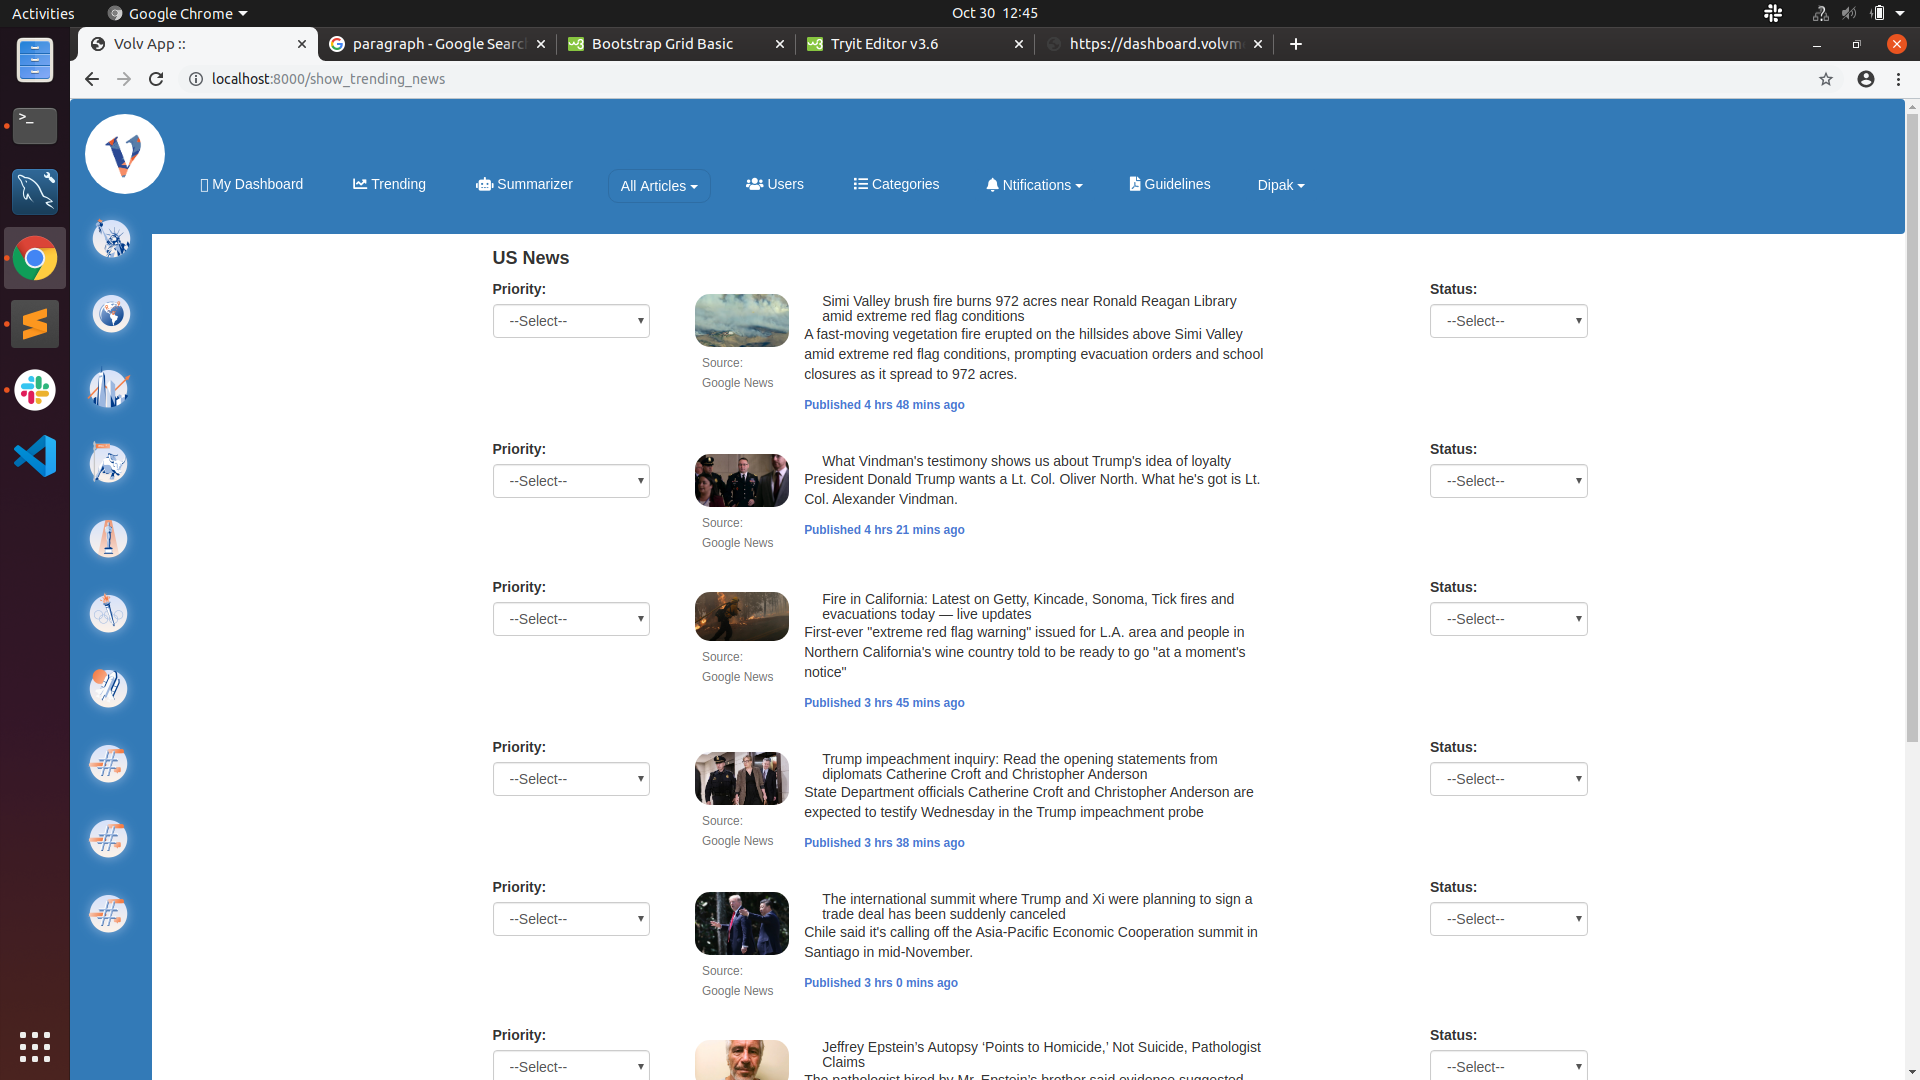 Activities
Google Chrome
Oct 30 12:45
Volv App ::
paragraph - Google Searc
Bootstrap Grid Basic
Tryit Editor v3.6
https://dashboard.volvm
localhost:8000/show_trending_news
My Dashboard
Trending
Summarizer
All Articles
Users
Categories
Ntifications
Guidelines
Dipak
US News
Priority:
--Select--
Source:
Google News
Simi Valley brush fire burns 972 acres near Ronald Reagan Library
amid extreme red flag conditions
A fast-moving vegetation fire erupted on the hillsides above Simi Valley
amid extreme red flag conditions, prompting evacuation orders and school
closures as it spread to 972 acres.
Published 4 hrs 48 mins ago
Status:
--Select--
Priority:
--Select--
Source:
Google News
What Vindman's testimony shows us about Trump's idea of loyalty
President Donald Trump wants a Lt. Col. Oliver North. What he's got is Lt.
Col. Alexander Vindman.
Published 4 hrs 21 mins ago
Status:
--Select--
Priority:
--Select--
Source:
Google News
Fire in California: Latest on Getty, Kincade, Sonoma, Tick fires and
evacuations today — live updates
First-ever "extreme red flag warning" issued for L.A. area and people in
Northern California's wine country told to be ready to go "at a moment's
notice"
Published 3 hrs 45 mins ago
Status:
--Select--
Priority:
--Select--
Source:
Google News
Trump impeachment inquiry: Read the opening statements from
diplomats Catherine Croft and Christopher Anderson
State Department officials Catherine Croft and Christopher Anderson are
expected to testify Wednesday in the Trump impeachment probe
Published 3 hrs 38 mins ago
Status:
--Select--
Priority:
--Select--
Source:
Google News
The international summit where Trump and Xi were planning to sign a
trade deal has been suddenly canceled
Chile said it's calling off the Asia-Pacific Economic Cooperation summit in
Santiago in mid-November.
Published 3 hrs 0 mins ago
Status:
--Select--
Priority:
--Select--
Jeffrey Epstein’s Autopsy ‘Points to Homicide,’ Not Suicide, Pathologist
Claims
The pathologist hired by Mr. Epstein’s brother said evidence suggested
Status:
--Select--